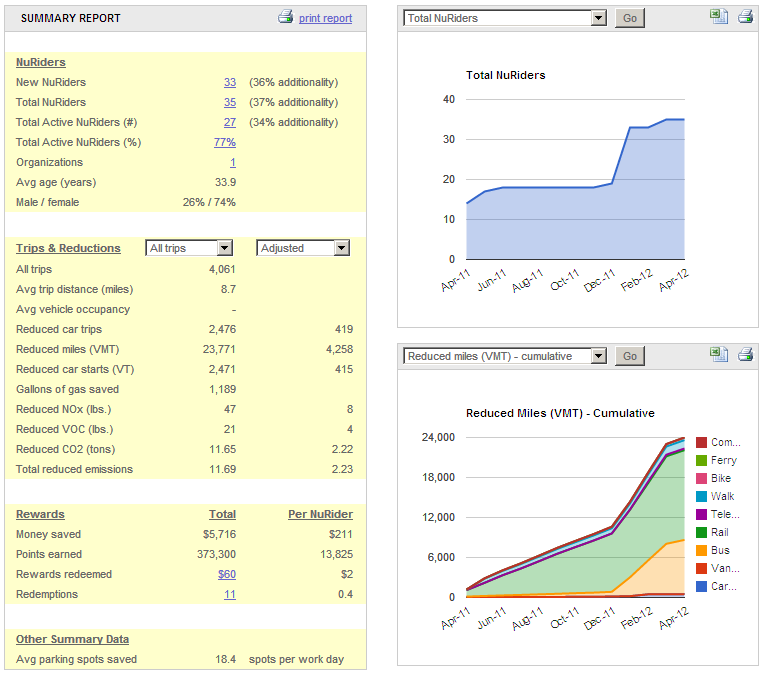 SUMMARY REPORT print report
NuRiders
New NuRiders 33 (36% additionality)
Total NuRiders 35 (37% additionality)
Total Active NuRiders (#) 27 (34% additionality)
Total Active NuRiders (%) 77%
Organizations 1
Avg age (years) 33.9
Male / female 26% / 74%
Trips & Reductions All trips Adjusted
All trips 4,061
Avg trip distance (miles) 8.7
Avg vehicle occupancy -
Reduced car trips 2,476 419
Reduced miles (VMT) 23,771 4,258
Reduced car starts (VT) 2,471 415
Gallons of gas saved 1,189
Reduced NOx (lbs.) 47 8
Reduced VOC (lbs.) 21 4
Reduced CO2 (tons) 11.65 2.22
Total reduced emissions 11.69 2.23
Rewards Total Per NuRider
Money saved $5,716 $211
Points earned 373,300 13,825
Rewards redeemed $60 $2
Redemptions 11 0.4
Other Summary Data
Avg parking spots saved 18.4 spots per work day
Total NuRiders Go
Total NuRiders
40
30
20
10
0
Apr-11 Jun-11 Aug-11 Oct-11 Dec-11 Feb-12 Apr-12
Reduced miles (VMT) - cumulative Go
Reduced Miles (VMT) - Cumulative
24,000
18,000
12,000
6,000
0
Apr-11 Jun-11 Aug-11 Oct-11 Dec-11 Feb-12 Apr-12
Com...
Ferry
Bike
Walk
Tele...
Rail
Bus
Van...
Car...